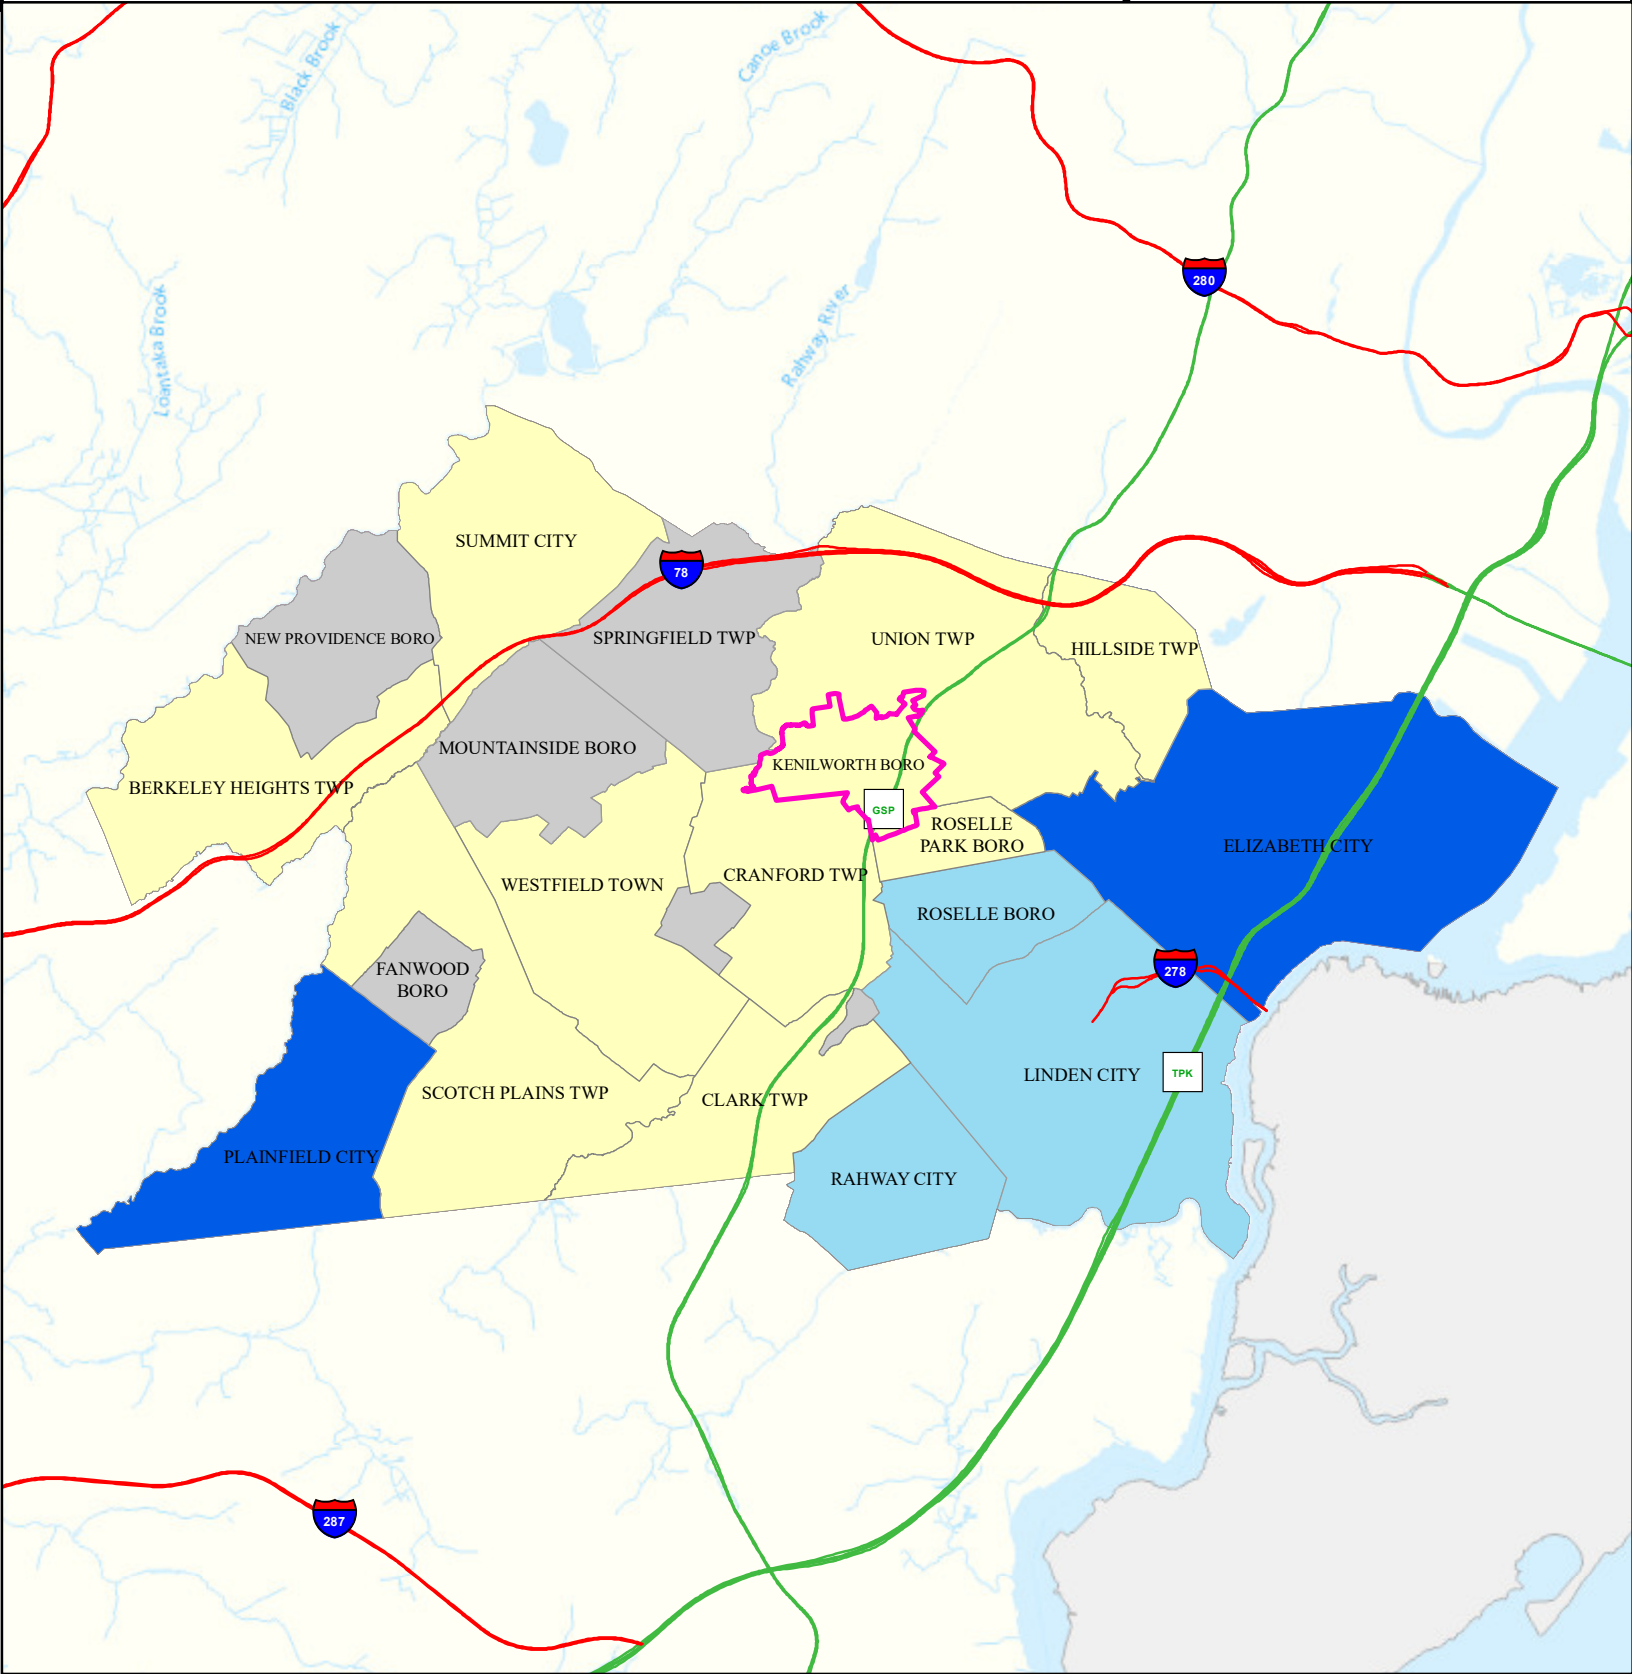 Black Brook
Canoe Brook
280
Loantaka Brook
Rahway River
SUMMIT CITY
78
NEW PROVIDENCE BORO
SPRINGFIELD TWP
UNION TWP
HILLSIDE TWP
MOUNTAINSIDE BORO
KENILWORTH BORO
BERKELEY HEIGHTS TWP
GSP
ROSELLE
PARK BORO
ELIZABETH CITY
WESTFIELD TOWN
CRANFORD TWP
ROSELLE BORO
FANWOOD
BORO
278
LINDEN CITY
TPK
SCOTCH PLAINS TWP
CLARK TWP
PLAINFIELD CITY
RAHWAY CITY
287